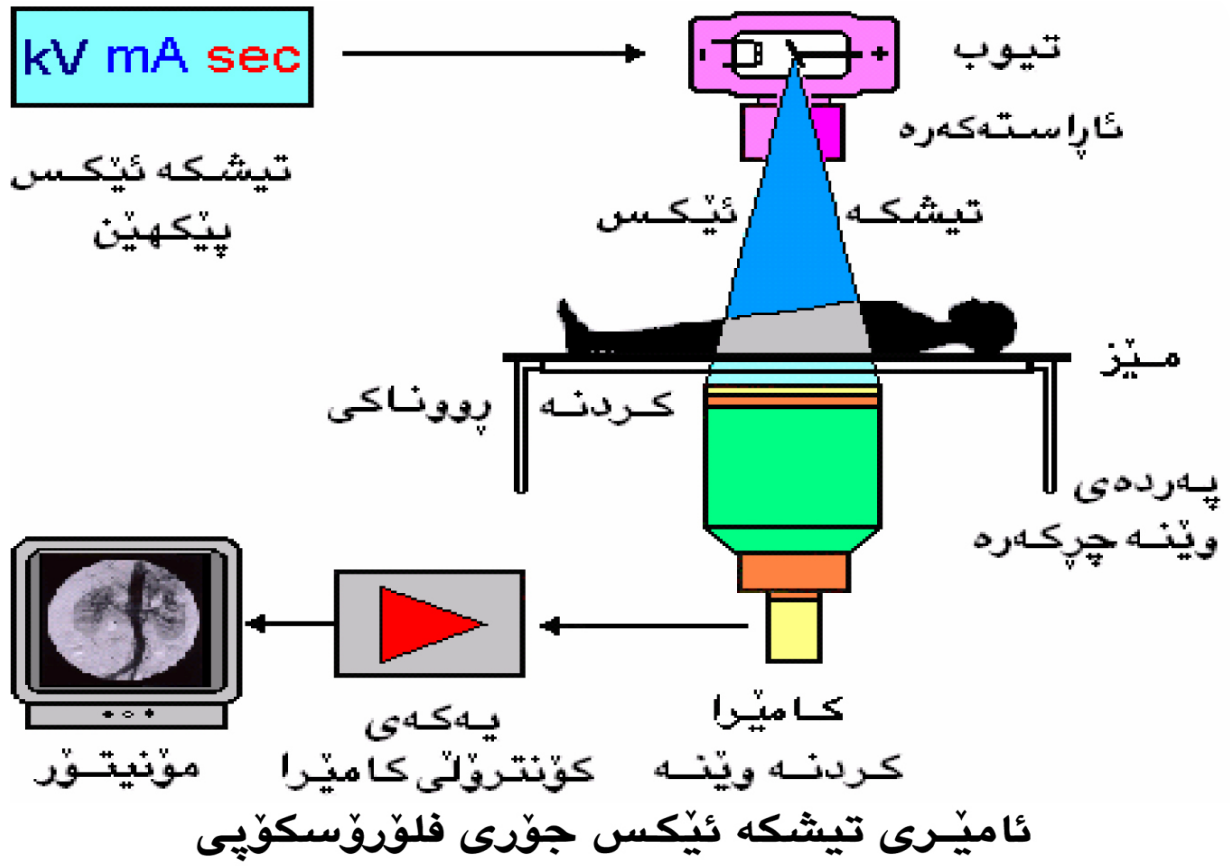 kV mA sec
تیشکە ئێکس
پێکهێن
تیوب
ئاڕاستەکەرە
تیشکە ئێکس
مێز
کردنە ڕووناکی
پەردەی
وێنە چڕکەرە
کامێرا
کردنە وێنە
یەکەی
کۆنترۆڵی کامێرا
مۆنیتۆر
ئامێری تیشکە ئێکس جۆری فلۆرۆسکۆپی